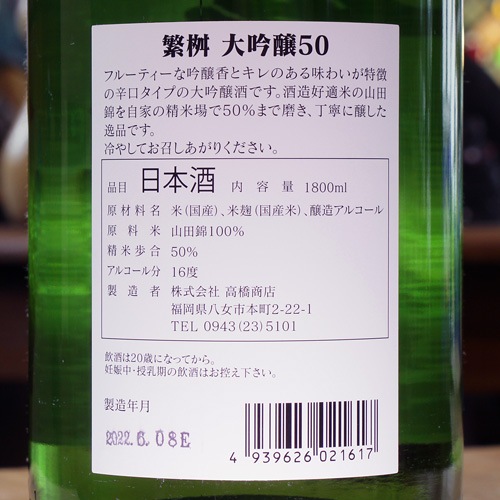 繁桝 大吟醸50
フルーティーな吟醸香とキレのある味わいが特徴
の辛口タイプの大吟醸酒です。酒造好適米の山田
錦を自家の精米場で50%まで磨き、丁寧に醸した
逸品です。
冷やしてお召しあがりください。
品目 日本酒 内容量 1800ml
原材料名 米(国産)、米麹(国産米)、醸造アルコール
原料米 山田錦100%
精米歩合 50%
アルコール分 16度
製造者 株式会社 高橋商店
福岡県八女市本町2-22-1
TEL 0943(23)5101
飲酒は20歳になってから。
妊娠中・授乳期の飲酒はお控え下さい。
製造年月
2022.6.08E
4 939626 021617